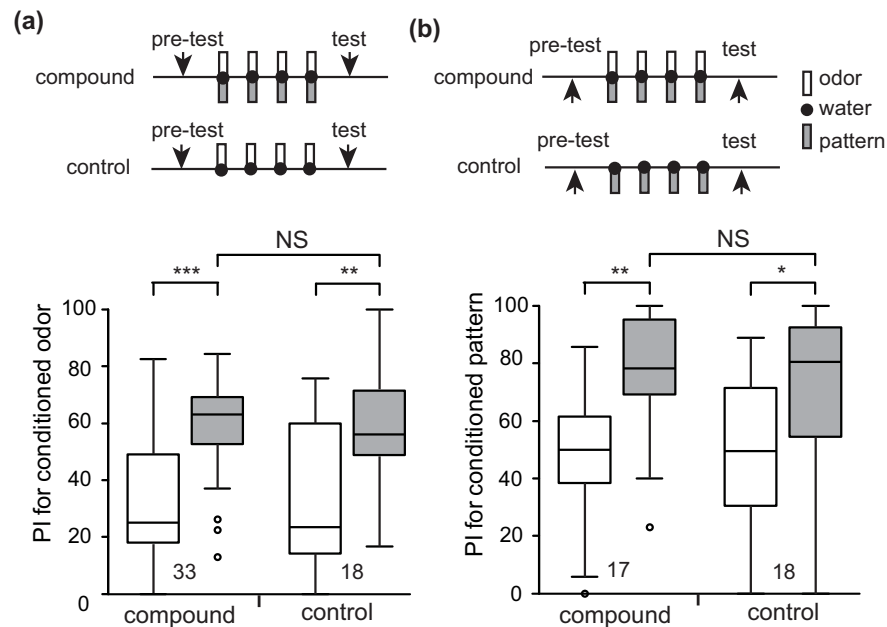 (a)
pre-test
test
compound
pre-test
test
control
NS
***
**
PI for conditioned odor
100
80
60
40
20
0
33
18
compound
control
(b)
pre-test
test
compound
odor
water
pattern
pre-test
test
control
NS
**
*
PI for conditioned pattern
100
80
60
40
20
0
17
18
compound
control